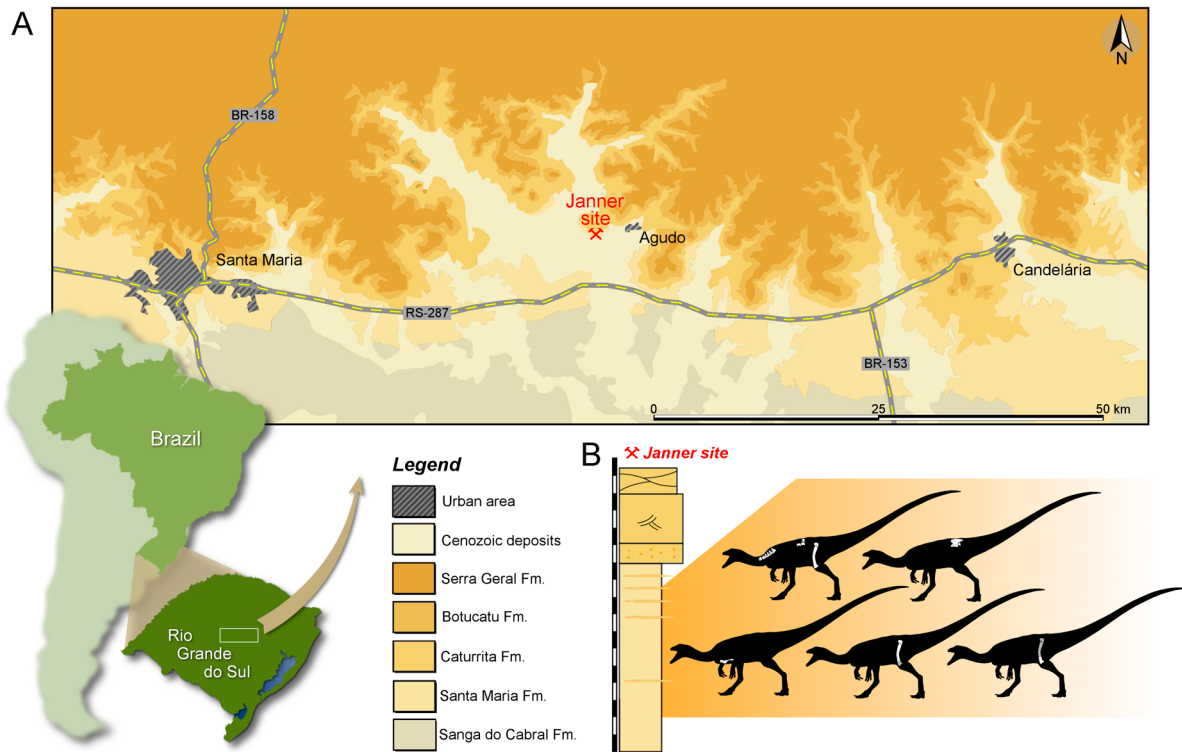 A
N
BR-158
Janner
site
Agudo
Santa Maria
Candelária
RS-287
BR-153
0
25
50 km
Brazil
Rio
Grande
do Sul
Legend
Urban area
Cenozoic deposits
Serra Geral Fm.
Botucatu Fm.
Caturrita Fm.
Santa Maria Fm.
Sanga do Cabral Fm.
B
Janner site